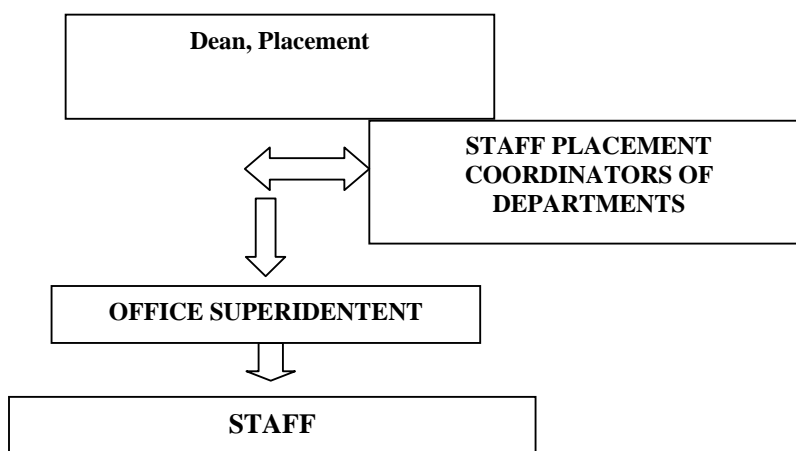 Dean, Placement
STAFF PLACEMENT
COORDINATORS OF
DEPARTMENTS
OFFICE SUPERIDENTENT
STAFF